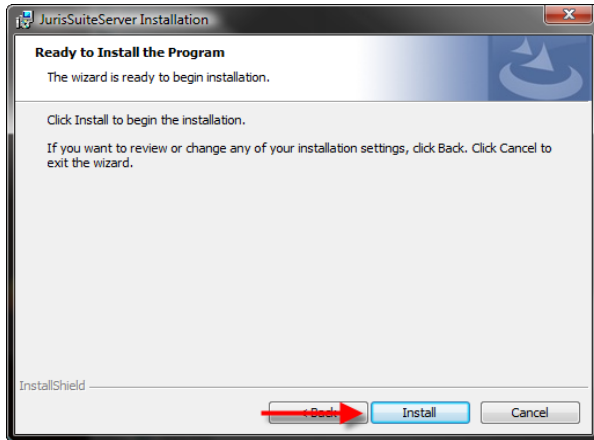 JurisSuiteServer Installation
Ready to Install the Program
The wizard is ready to begin installation.
Click Install to begin the installation.
If you want to review or change any of your installation settings, click Back. Click Cancel to
exit the wizard.
InstallShield
< Back Install Cancel